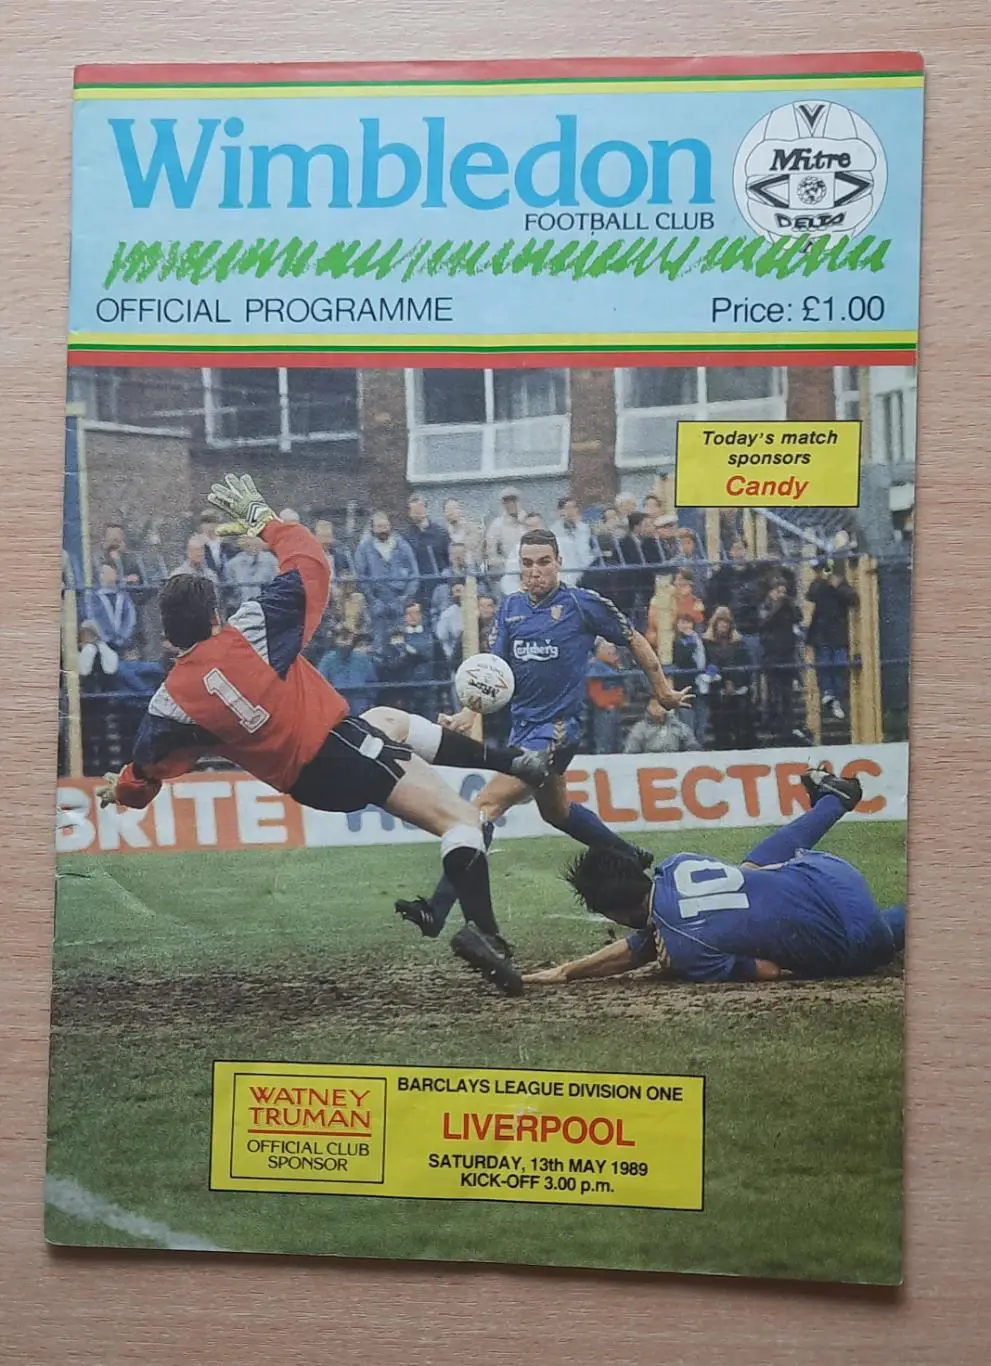 Wimbledon
FOOTBALL CLUB
Mitre
DELTA
OFFICIAL PROGRAMME
Price: £1.00
Today's match
sponsors
Candy
1
Carlsberg
Mitre
BRITE
ELECTRIC
10
WATNEY
TRUMAN
OFFICIAL CLUB
SPONSOR
BARCLAYS LEAGUE DIVISION ONE
LIVERPOOL
SATURDAY, 13th MAY 1989
KICK-OFF 3.00 p.m.